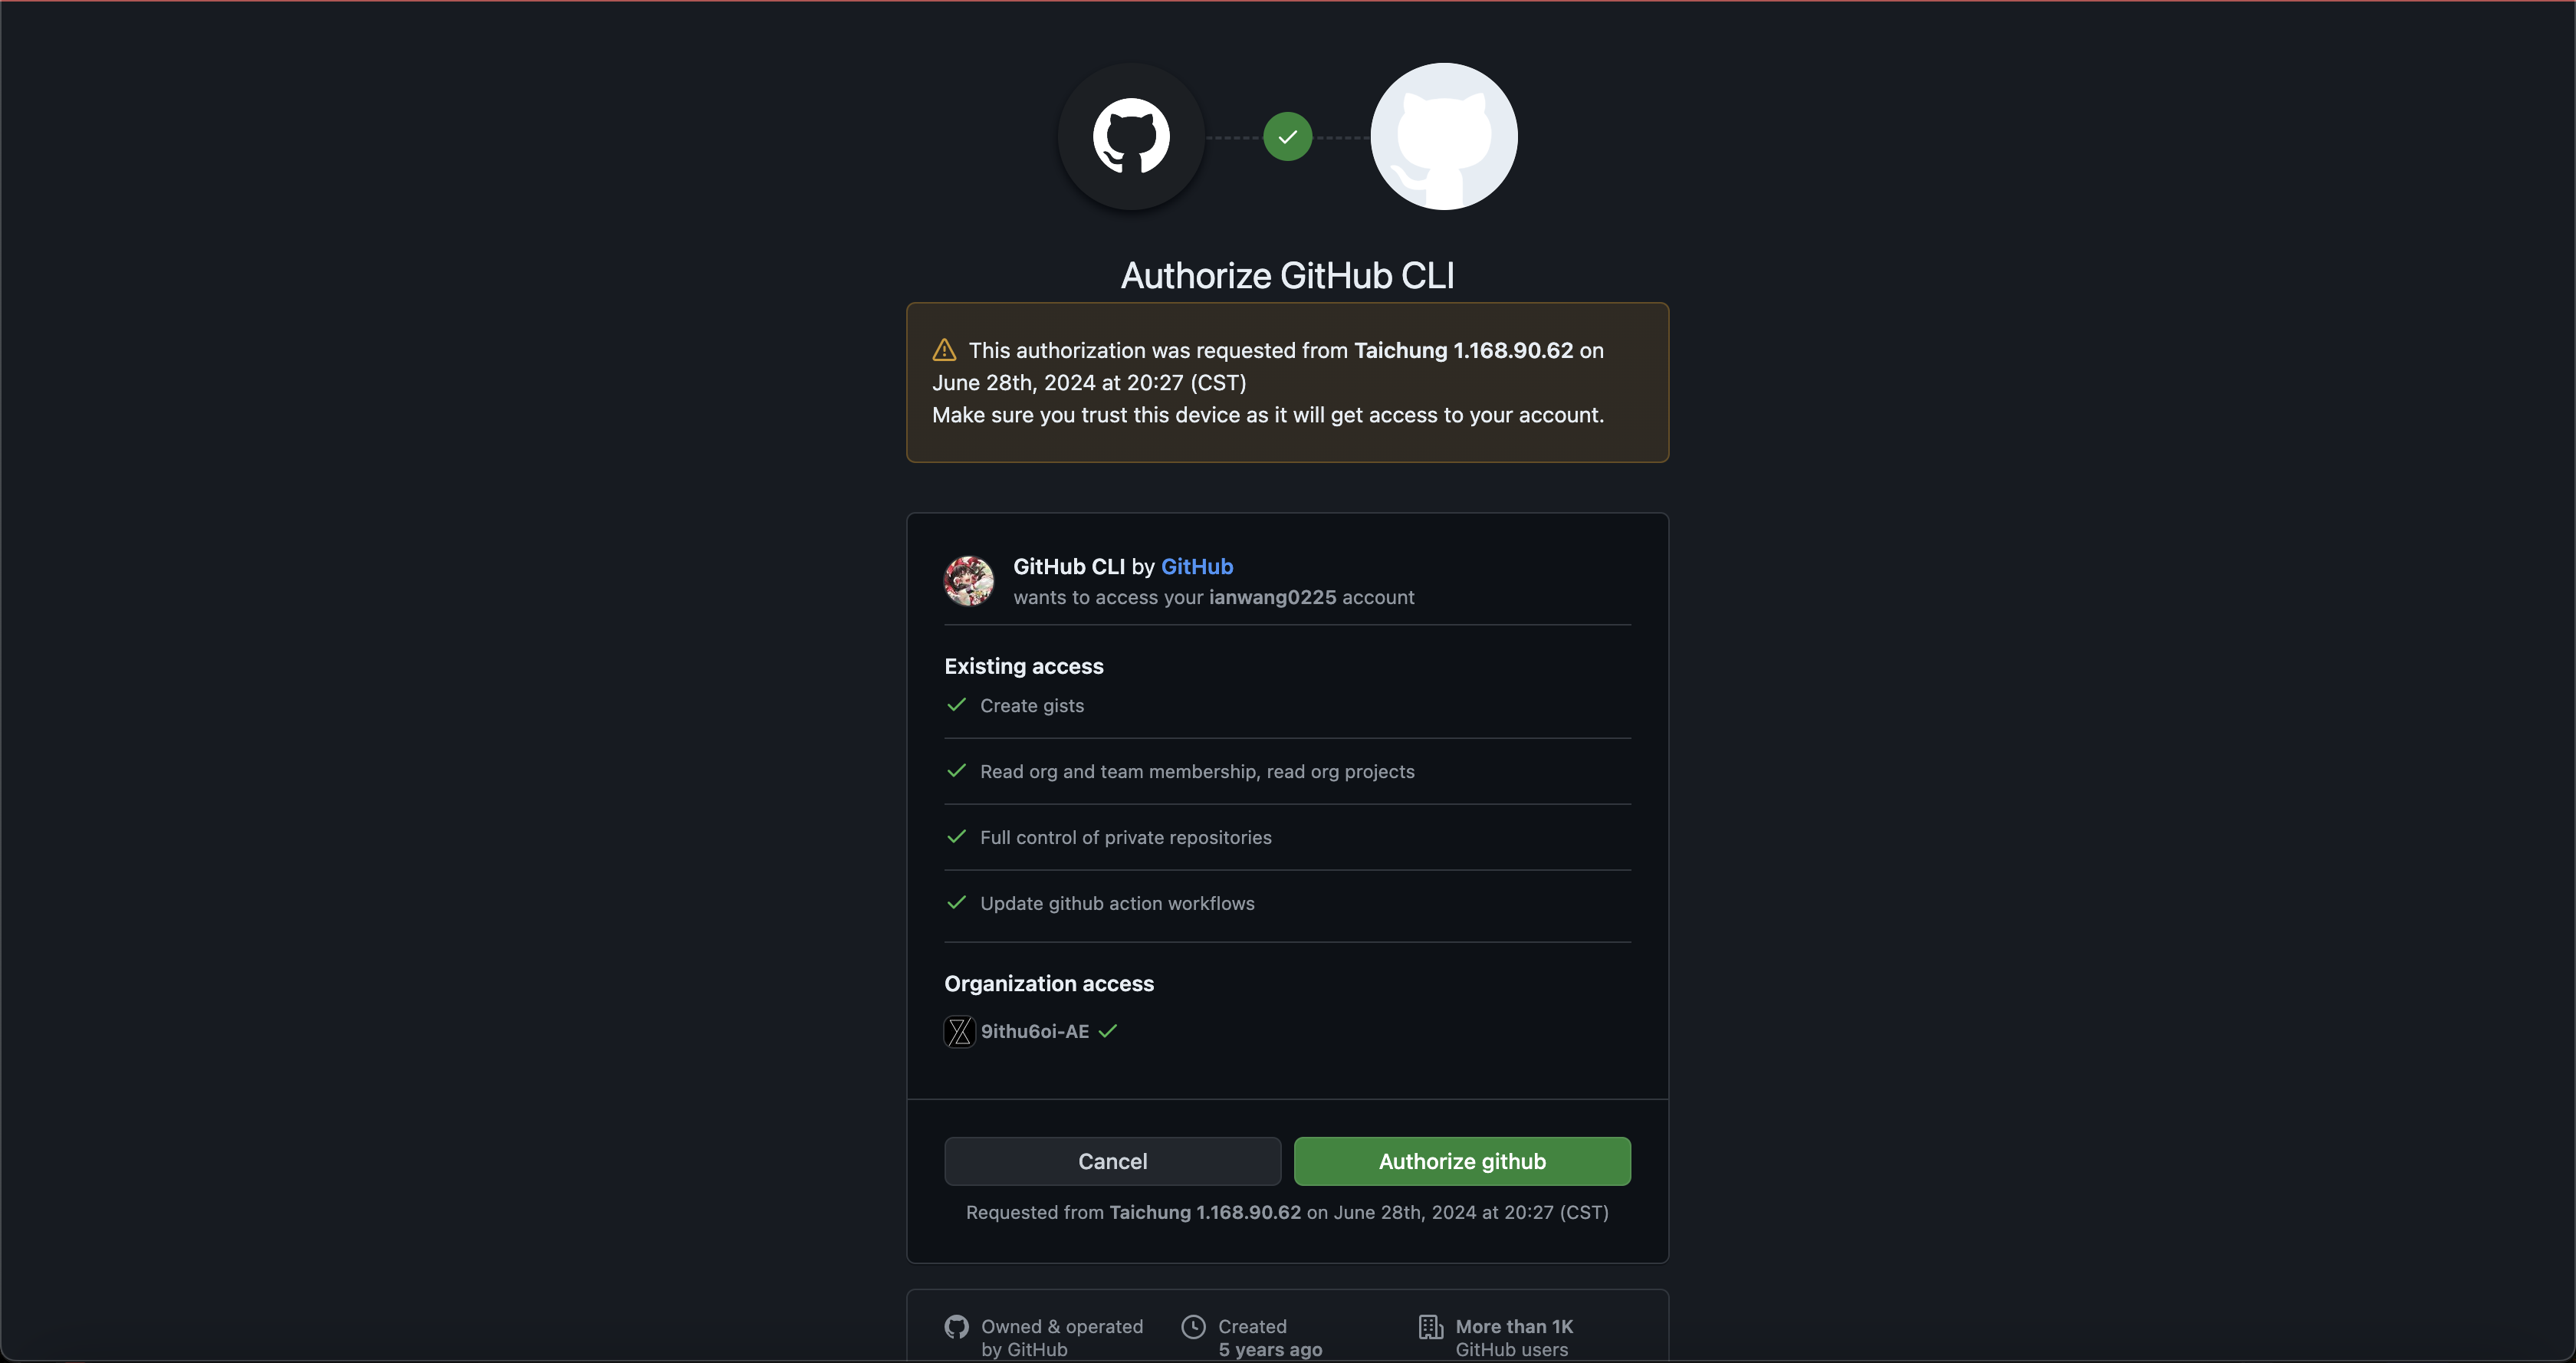 Authorize GitHub CLI
This authorization was requested from Taichung 1.168.90.62 on
June 28th, 2024 at 20:27 (CST)
Make sure you trust this device as it will get access to your account.
GitHub CLI by GitHub
wants to access your ianwang0225 account
Existing access
Create gists
Read org and team membership, read org projects
Full control of private repositories
Update github action workflows
Organization access
9ithu6oi-AE
Cancel
Authorize github
Requested from Taichung 1.168.90.62 on June 28th, 2024 at 20:27 (CST)
Owned & operated
by GitHub
Created
5 years ago
More than 1K
GitHub users